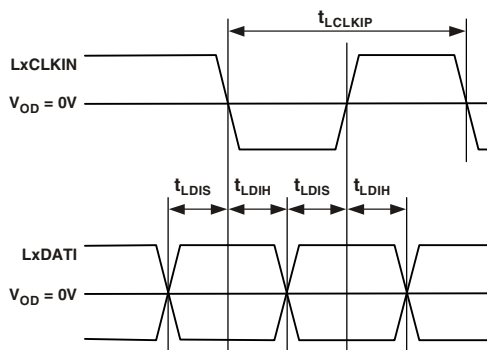 tLCLKIP
LxCLKIN
VOD = 0V
tLDIS tLDIH tLDIS tLDIH
LxDATI
VOD = 0V